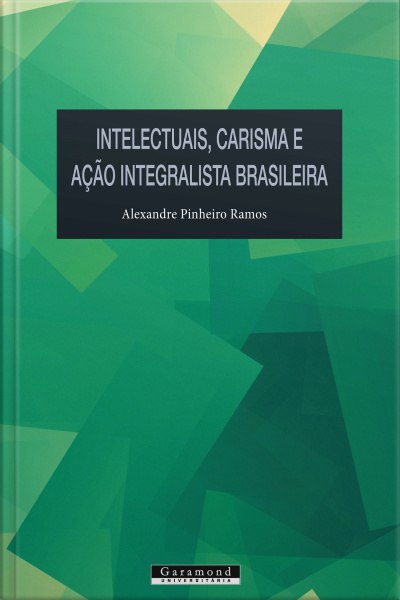 INTELECTUAIS, CARISMA E
AÇÃO INTEGRALISTA BRASILEIRA
Alexandre Pinheiro Ramos
Garamond
UNIVERSITÁRIA